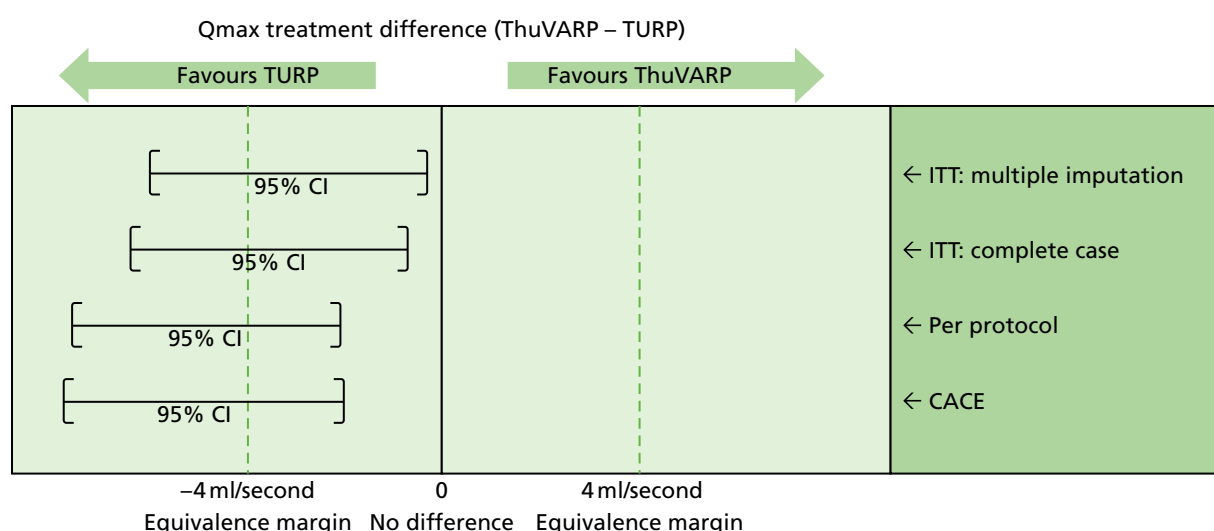 Qmax treatment difference (ThuVARP – TURP)
Favours TURP
Favours ThuVARP
95% CI
← ITT: multiple imputation
95% CI
← ITT: complete case
95% CI
← Per protocol
95% CI
← CACE
–4 ml/second 0 4 ml/second
Equivalence margin No difference Equivalence margin